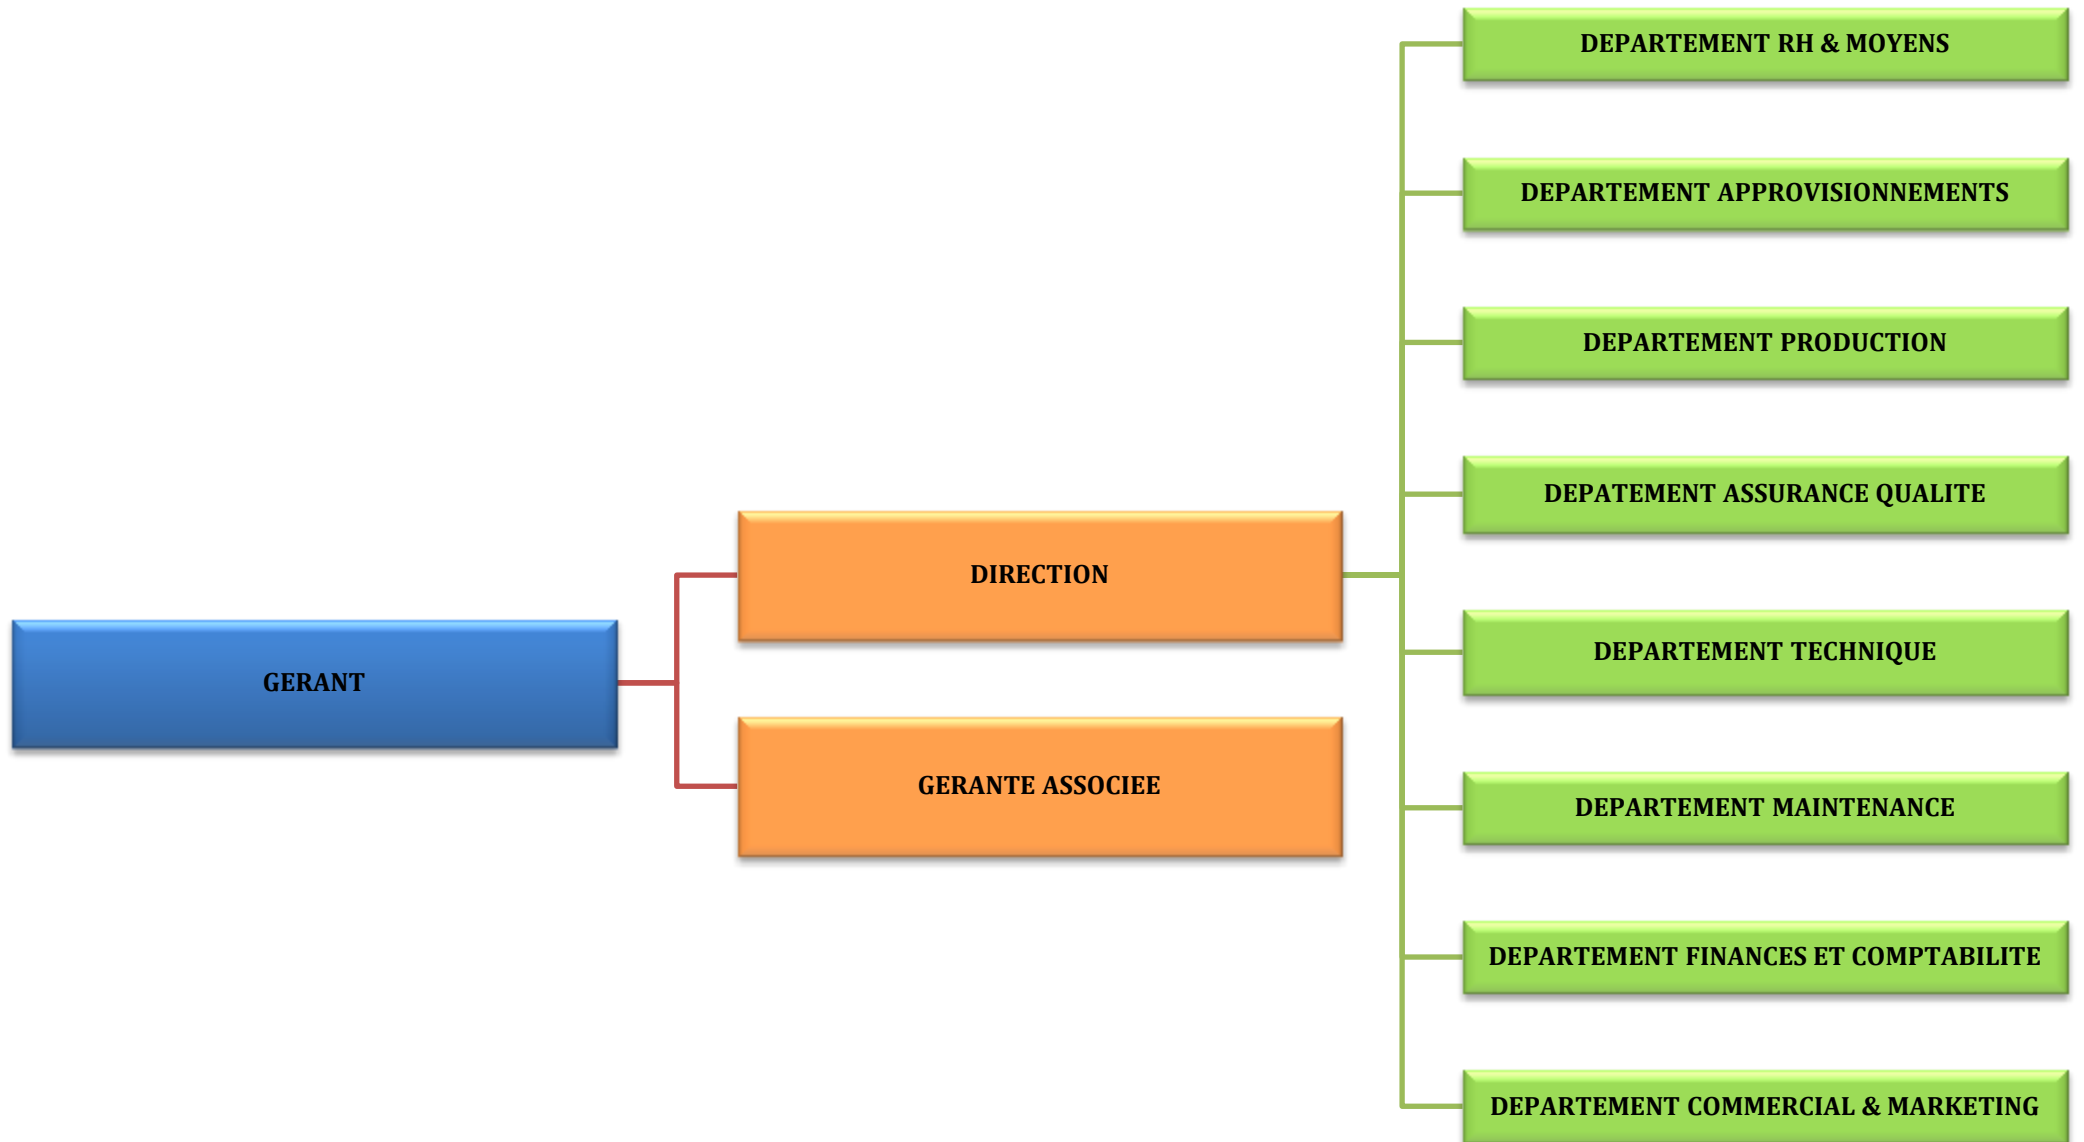 GERANT
DIRECTION
GERANTE ASSOCIEE
DEPARTEMENT RH & MOYENS
DEPARTEMENT APPROVISIONNEMENTS
DEPARTEMENT PRODUCTION
DEPATEMENT ASSURANCE QUALITE
DEPARTEMENT TECHNIQUE
DEPARTEMENT MAINTENANCE
DEPARTEMENT FINANCES ET COMPTABILITE
DEPARTEMENT COMMERCIAL & MARKETING